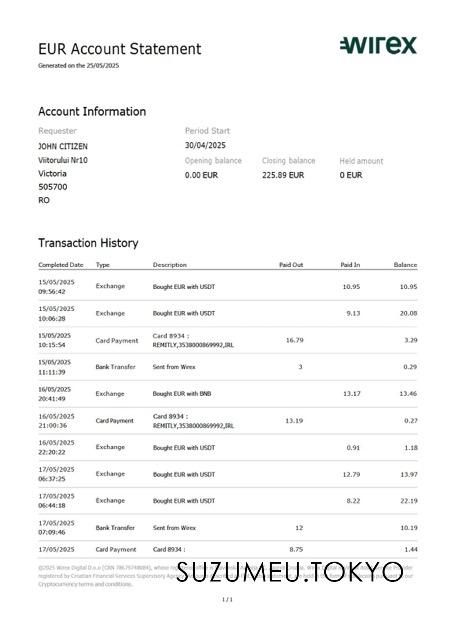 EUR Account Statement
wirex
Generated on the 25/05/2025
Account Information
Requester Period Start
JOHN CITIZEN 30/04/2025
Viitorului Nr10 Opening balance Closing balance Held amount
Victoria 0.00 EUR 225.89 EUR 0 EUR
505700
RO
Transaction History
Completed Date Type Description Paid Out Paid In Balance
15/05/2025
09:56:42 Exchange Bought EUR with USDT 10.95 10.95
15/05/2025
10:06:28 Exchange Bought EUR with USDT 9.13 20.08
15/05/2025
10:15:54 Card Payment Card 8934 :
REMITLY,3538000869992,IRL 16.79 3.29
15/05/2025
11:11:39 Bank Transfer Sent from Wirex 3 0.29
16/05/2025
20:41:49 Exchange Bought EUR with BNB 13.17 13.46
16/05/2025
21:00:36 Card Payment Card 8934 :
REMITLY,3538000869992,IRL 13.19 0.27
16/05/2025
22:20:22 Exchange Bought EUR with USDT 0.91 1.18
17/05/2025
06:37:25 Exchange Bought EUR with USDT 12.79 13.97
17/05/2025
06:44:18 Exchange Bought EUR with USDT 8.22 22.19
17/05/2025
07:09:46 Bank Transfer Sent from Wirex 12 10.19
17/05/2025 Card Payment Card 8934 : 8.75 1.44
©2025 Wirex Digital D.o.o (CRN 78679748084), whose
registered by Croatian Financial Services Supervisory
Cryptocurrency terms and conditions.
SUZUMEU.TOKYO
1 / 1